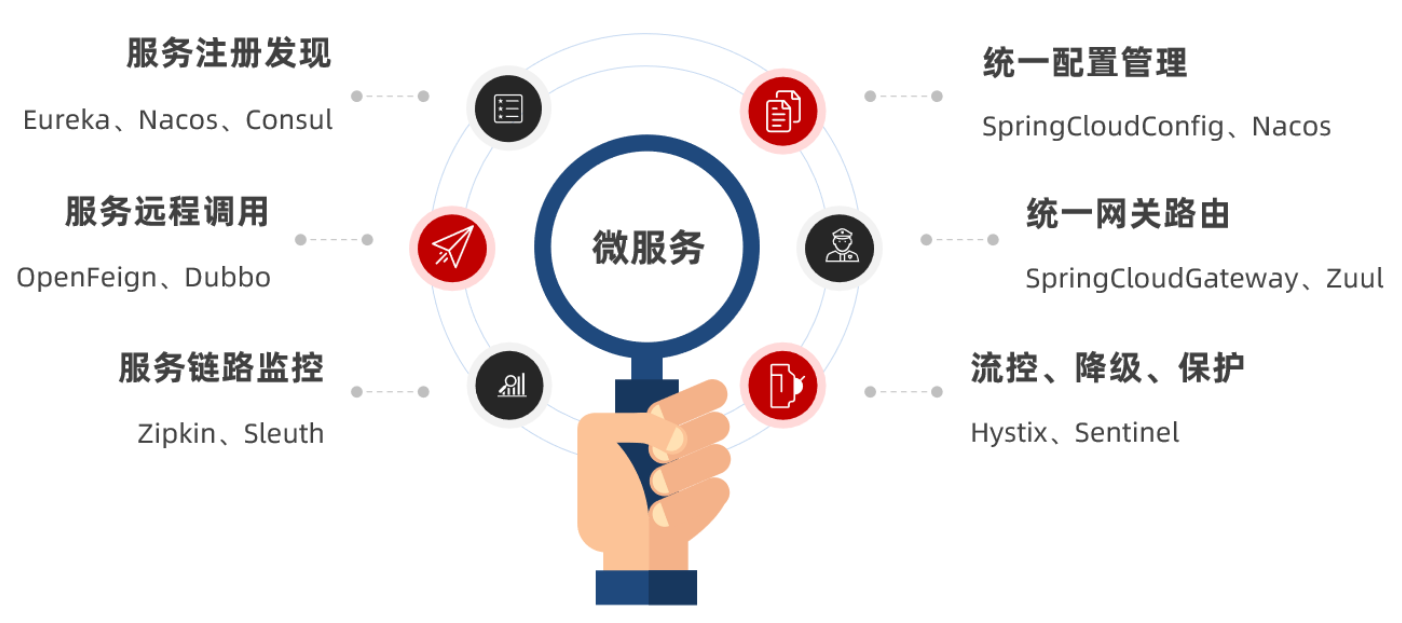 服务注册发现
Eureka、Nacos、Consul
服务远程调用
OpenFeign、Dubbo
服务链路监控
Zipkin、Sleuth
微服务
统一配置管理
SpringCloudConfig、Nacos
统一网关路由
SpringCloudGateway、Zuul
流控、降级、保护
Hystix、Sentinel